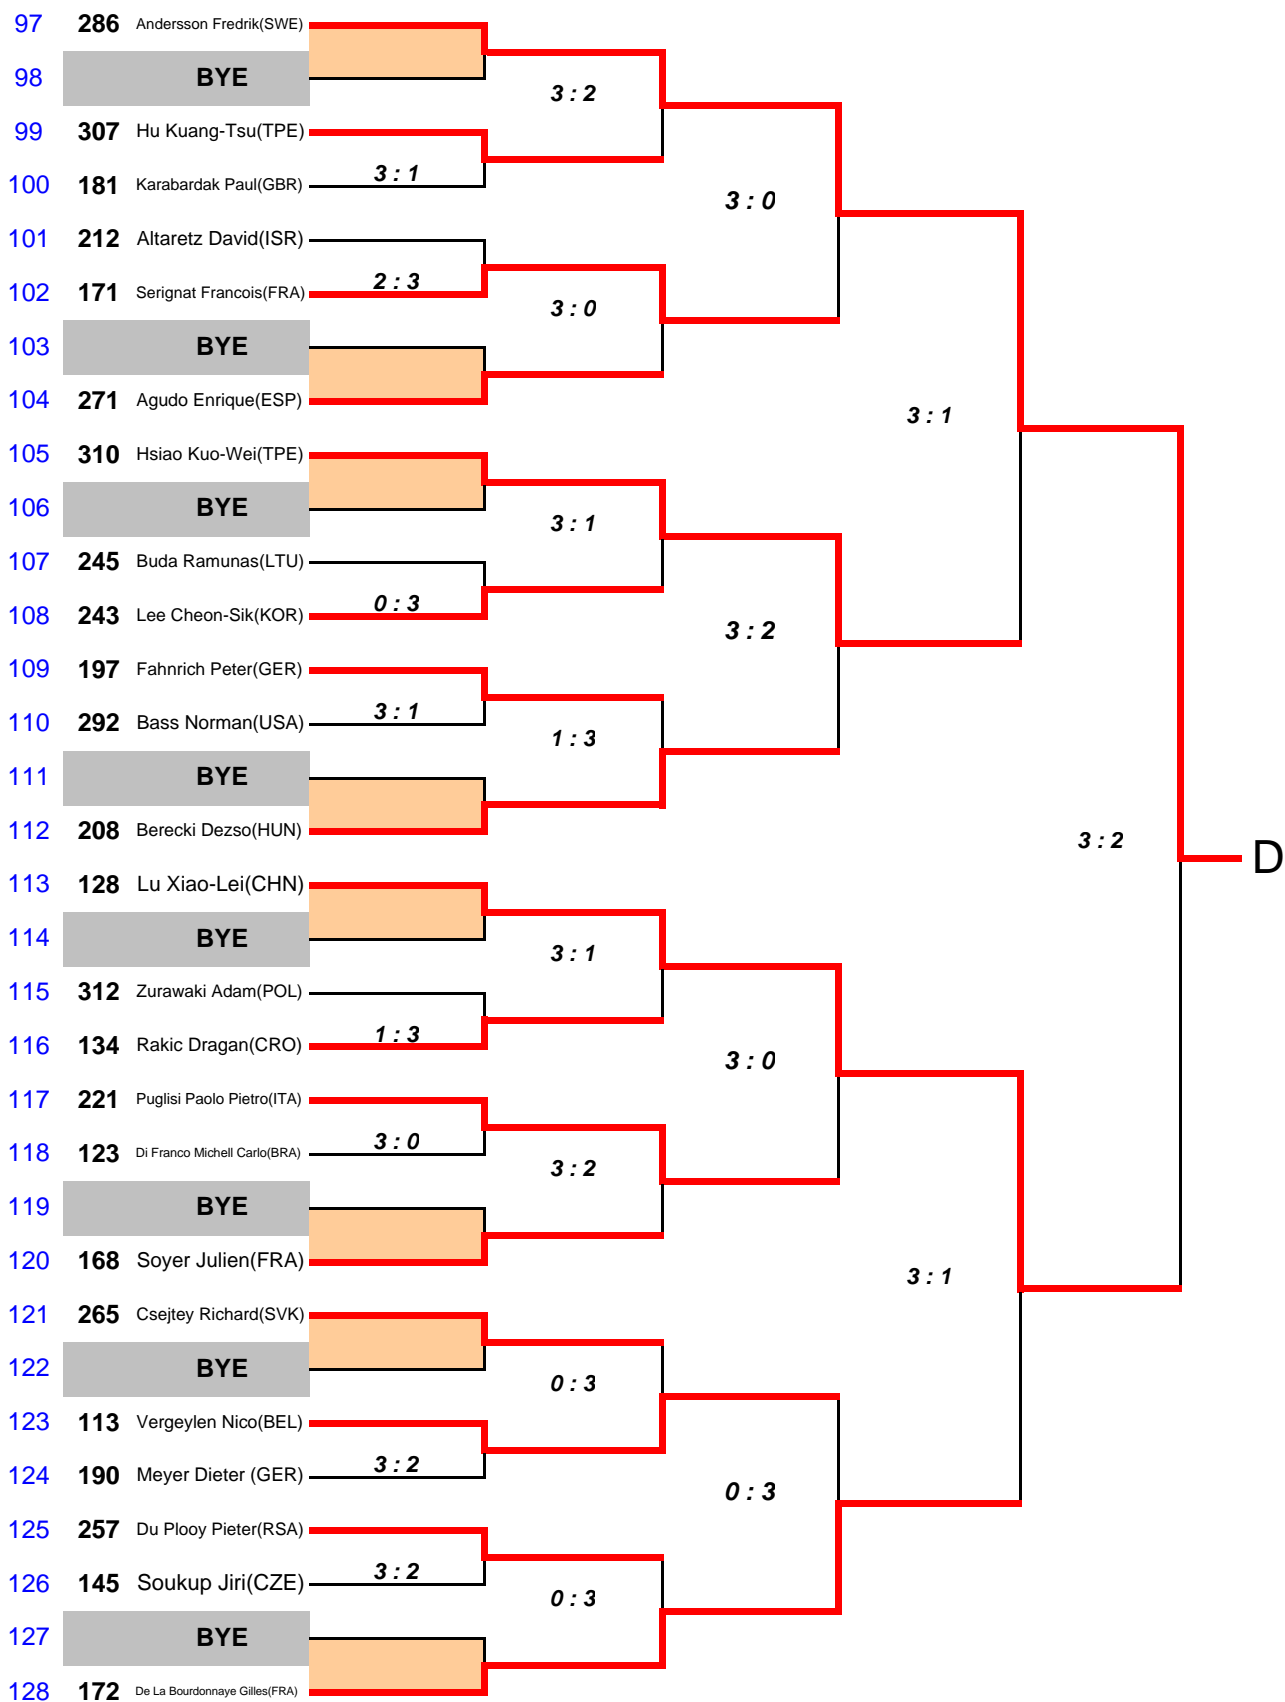 97 286 Andersson Fredrik(SWE)
98 BYE
3 : 2
99 307 Hu Kuang-Tsu(TPE)
3 : 1
100 181 Karabardak Paul(GBR)
3 : 0
101 212 Altaretz David(ISR)
2 : 3
102 171 Serignat Francois(FRA)
3 : 0
103 BYE
104 271 Agudo Enrique(ESP)
3 : 1
105 310 Hsiao Kuo-Wei(TPE)
106 BYE
3 : 1
107 245 Buda Ramunas(LTU)
0 : 3
108 243 Lee Cheon-Sik(KOR)
3 : 2
109 197 Fahnrich Peter(GER)
3 : 1
110 292 Bass Norman(USA)
1 : 3
111 BYE
112 208 Berecki Dezso(HUN)
3 : 2
D
113 128 Lu Xiao-Lei(CHN)
114 BYE
3 : 1
115 312 Zurawaki Adam(POL)
1 : 3
116 134 Rakic Dragan(CRO)
3 : 0
117 221 Puglisi Paolo Pietro(ITA)
3 : 0
118 123 Di Franco Michell Carlo(BRA)
3 : 2
119 BYE
120 168 Soyer Julien(FRA)
3 : 1
121 265 Csejtey Richard(SVK)
122 BYE
0 : 3
123 113 Vergeylen Nico(BEL)
3 : 2
124 190 Meyer Dieter (GER)
0 : 3
125 257 Du Plooy Pieter(RSA)
3 : 2
126 145 Soukup Jiri(CZE)
0 : 3
127 BYE
128 172 De La Bourdonnaye Gilles(FRA)